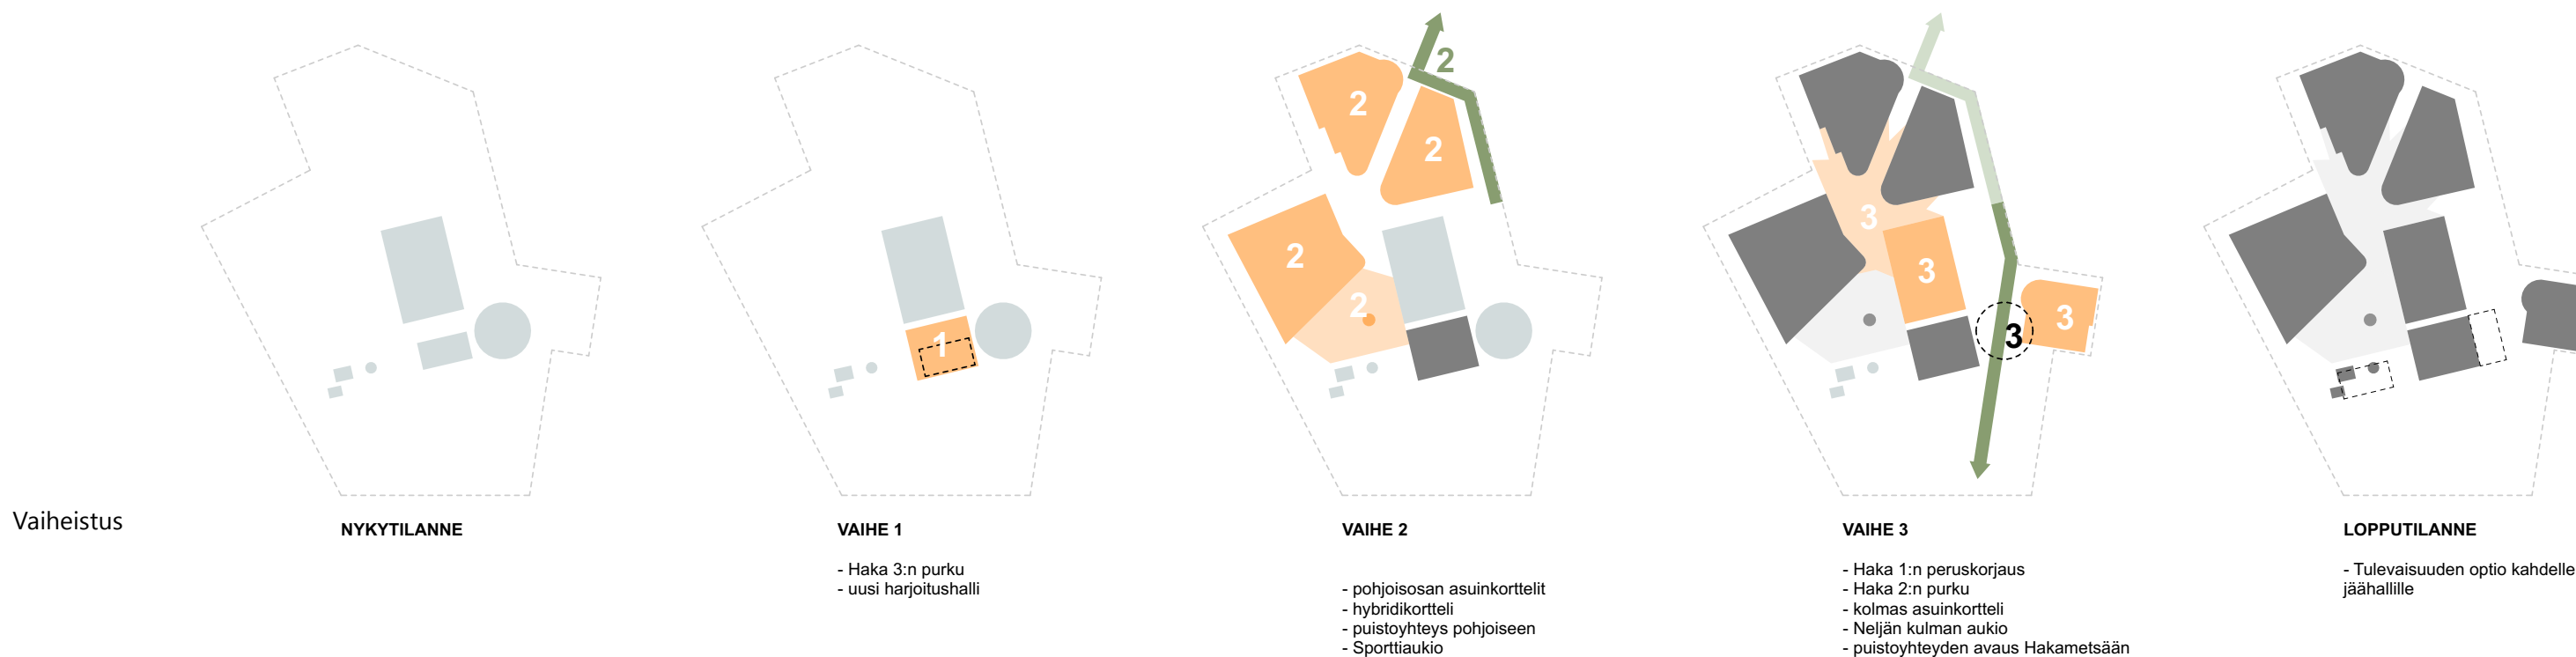 2
2
2
2
2
1
3
3
3
3
Vaiheistus
NYKYTILANNE
VAIHE 1
- Haka 3:n purku
- uusi harjoitushalli
VAIHE 2
- pohjoisosan asuinkorttelit
- hybridikortteli
- puistoyhteys pohjoiseen
- Sporttiaukio
VAIHE 3
- Haka 1:n peruskorjaus
- Haka 2:n purku
- kolmas asuinkortteli
- Neljän kulman aukio
- puistoyhteyden avaus Hakametsään
LOPPUTILANNE
- Tulevaisuuden optio kahdelle
jäähallille